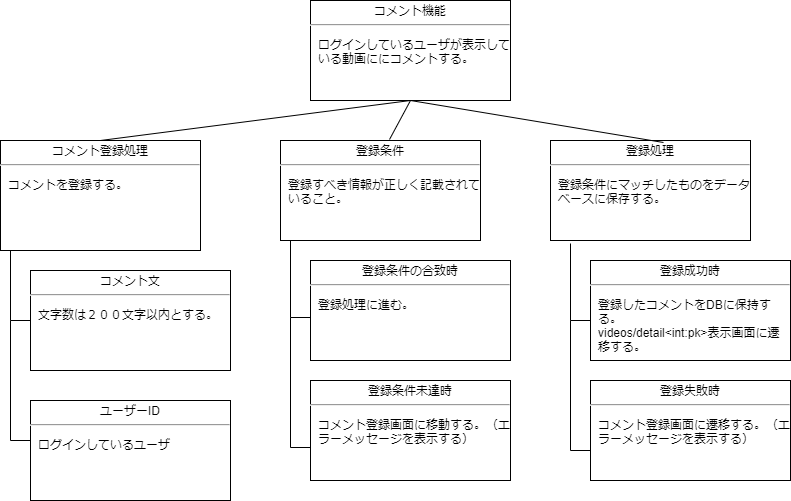 コメント機能
ログインしているユーザが表示して
いる動画ににコメントする。
コメント登録処理
コメントを登録する。
コメント文
文字数は２００文字以内とする。
ユーザーID
ログインしているユーザ
登録条件
登録すべき情報が正しく記載されて
いること。
登録条件の合致時
登録処理に進む。
登録条件未達時
コメント登録画面に移動する。（エ
ラーメッセージを表示する）
登録処理
登録条件にマッチしたものをデータ
ベースに保存する。
登録成功時
登録したコメントをDBに保持す
る。
videos/detail<int:pk>表示画面に遷
移する。
登録失敗時
コメント登録画面に遷移する。（エ
ラーメッセージを表示する）